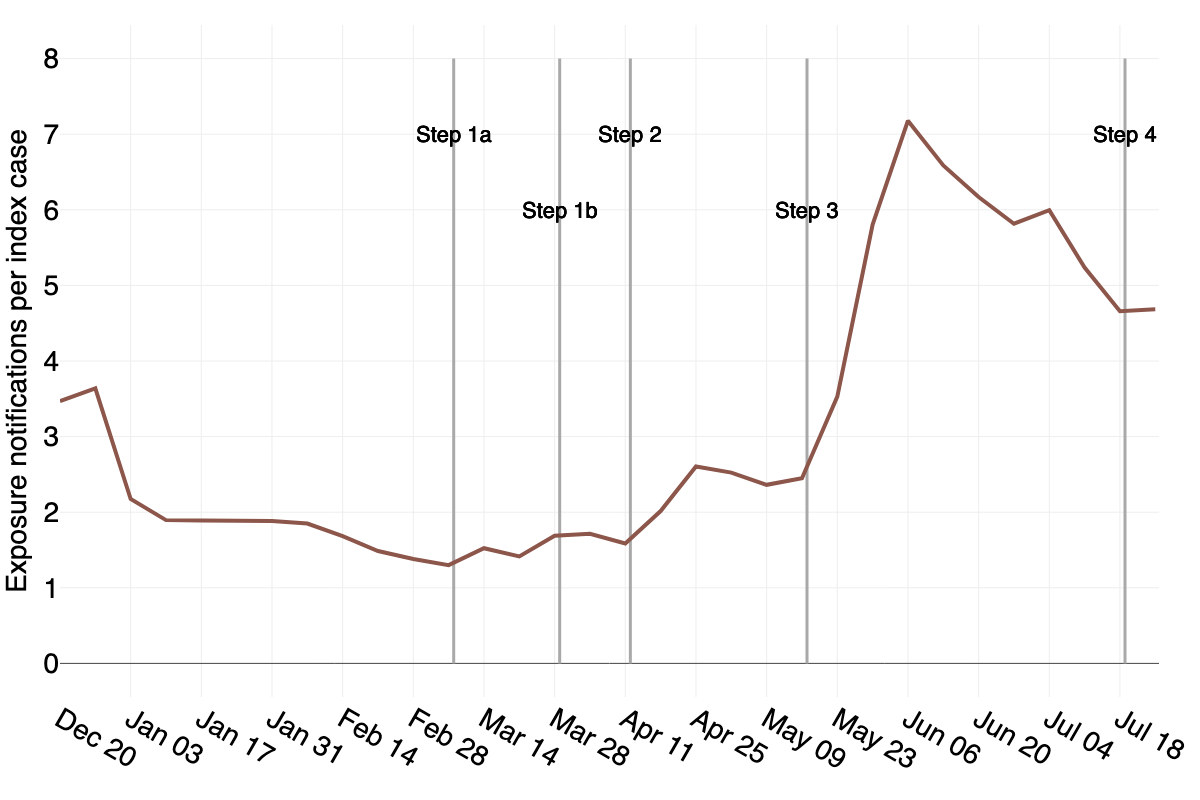 8
7
6
5
4
3
2
1
0
Exposure notifications per index case
Step 1a
Step 2
Step 4
Step 1b
Step 3
Dec 20
Jan 03
Jan 17
Jan 31
Feb 14
Feb 28
Mar 14
Mar 28
Apr 11
Apr 25
May 09
May 23
Jun 06
Jun 20
Jul 04
Jul 18